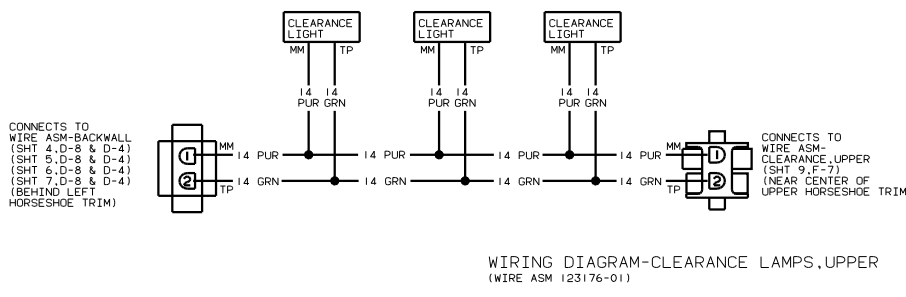 CLEARANCE
LIGHT
CLEARANCE
LIGHT
CLEARANCE
LIGHT
MM TP
MM TP
MM TP
14 14
PUR GRN
14 14
PUR GRN
14 14
PUR GRN
CONNECTS TO
WIRE ASM-BACKWALL
(SHT 4,D-8 & D-4)
(SHT 5,D-8 & D-4)
(SHT 6,D-8 & D-4)
(SHT 7,D-8 & D-4)
(BEHIND LEFT
HORSESHOE TRIM)
1
2
MM
TP
14 PUR 14 PUR 14 PUR 14 PUR
14 GRN 14 GRN 14 GRN 14 GRN
MM
TP
1
2
CONNECTS TO
WIRE ASM-
CLEARANCE,UPPER
(SHT 9,F-7)
(NEAR CENTER OF
UPPER HORSESHOE TRIM
WIRING DIAGRAM-CLEARANCE LAMPS,UPPER
(WIRE ASM 123176-01)